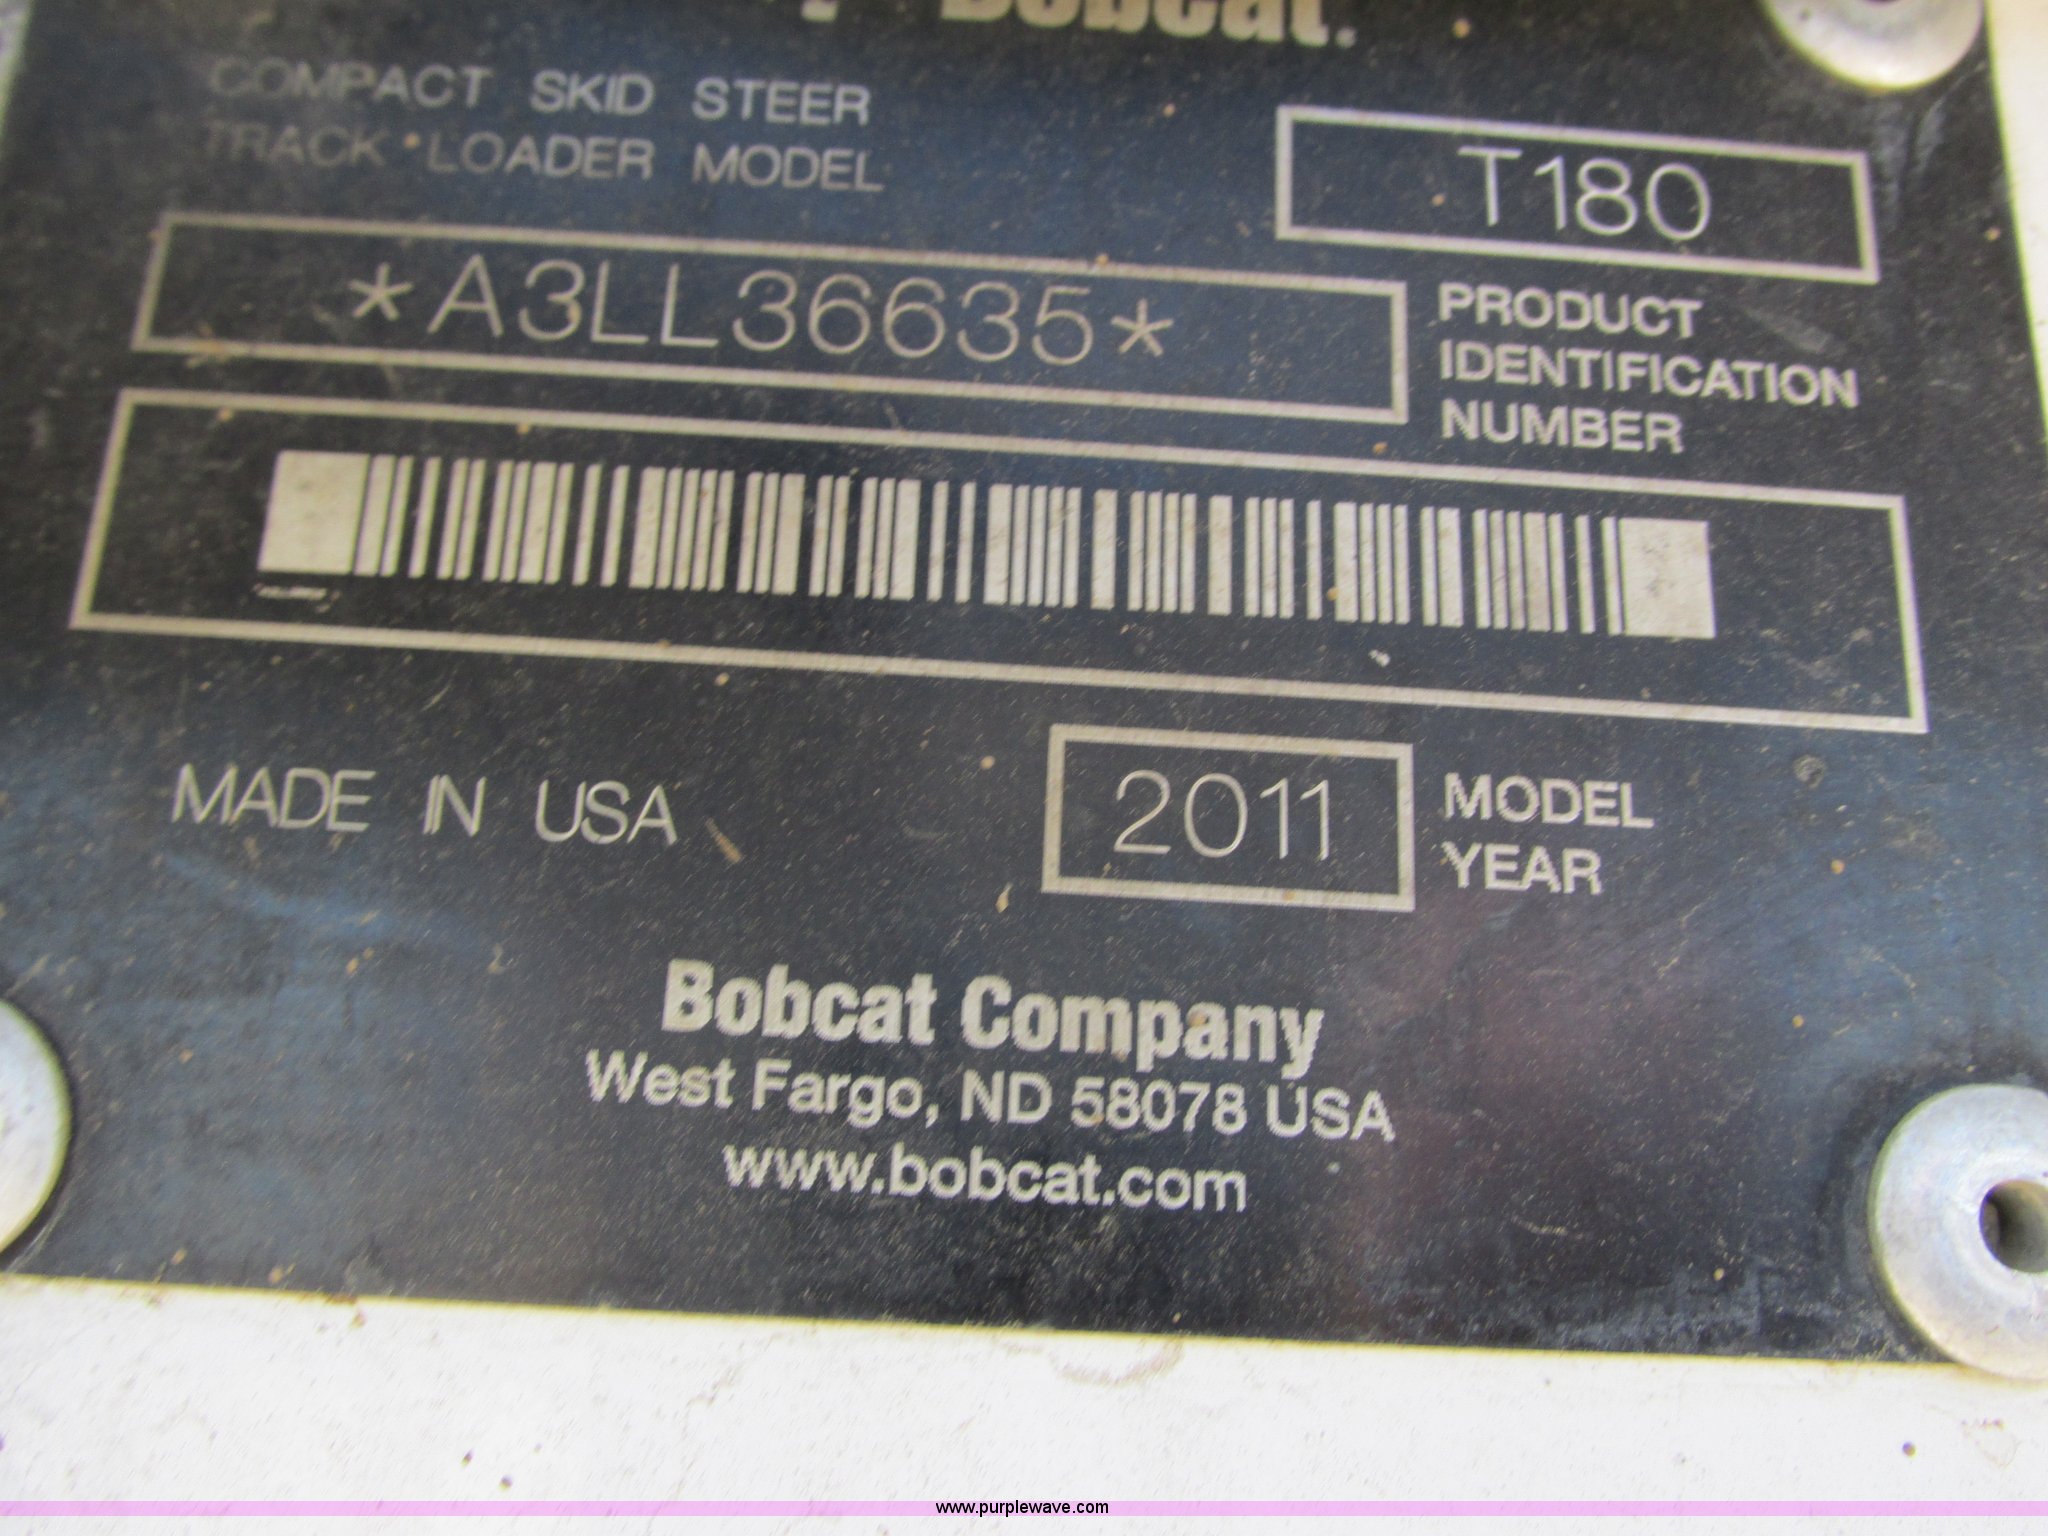 Bobcat.
COMPACT SKID STEER
TRACK LOADER MODEL
T180
*A3LL36635*
PRODUCT
IDENTIFICATION
NUMBER
MADE IN USA
2011
MODEL
YEAR
Bobcat Company
West Fargo, ND 58078 USA
www.bobcat.com
www.purplewave.com